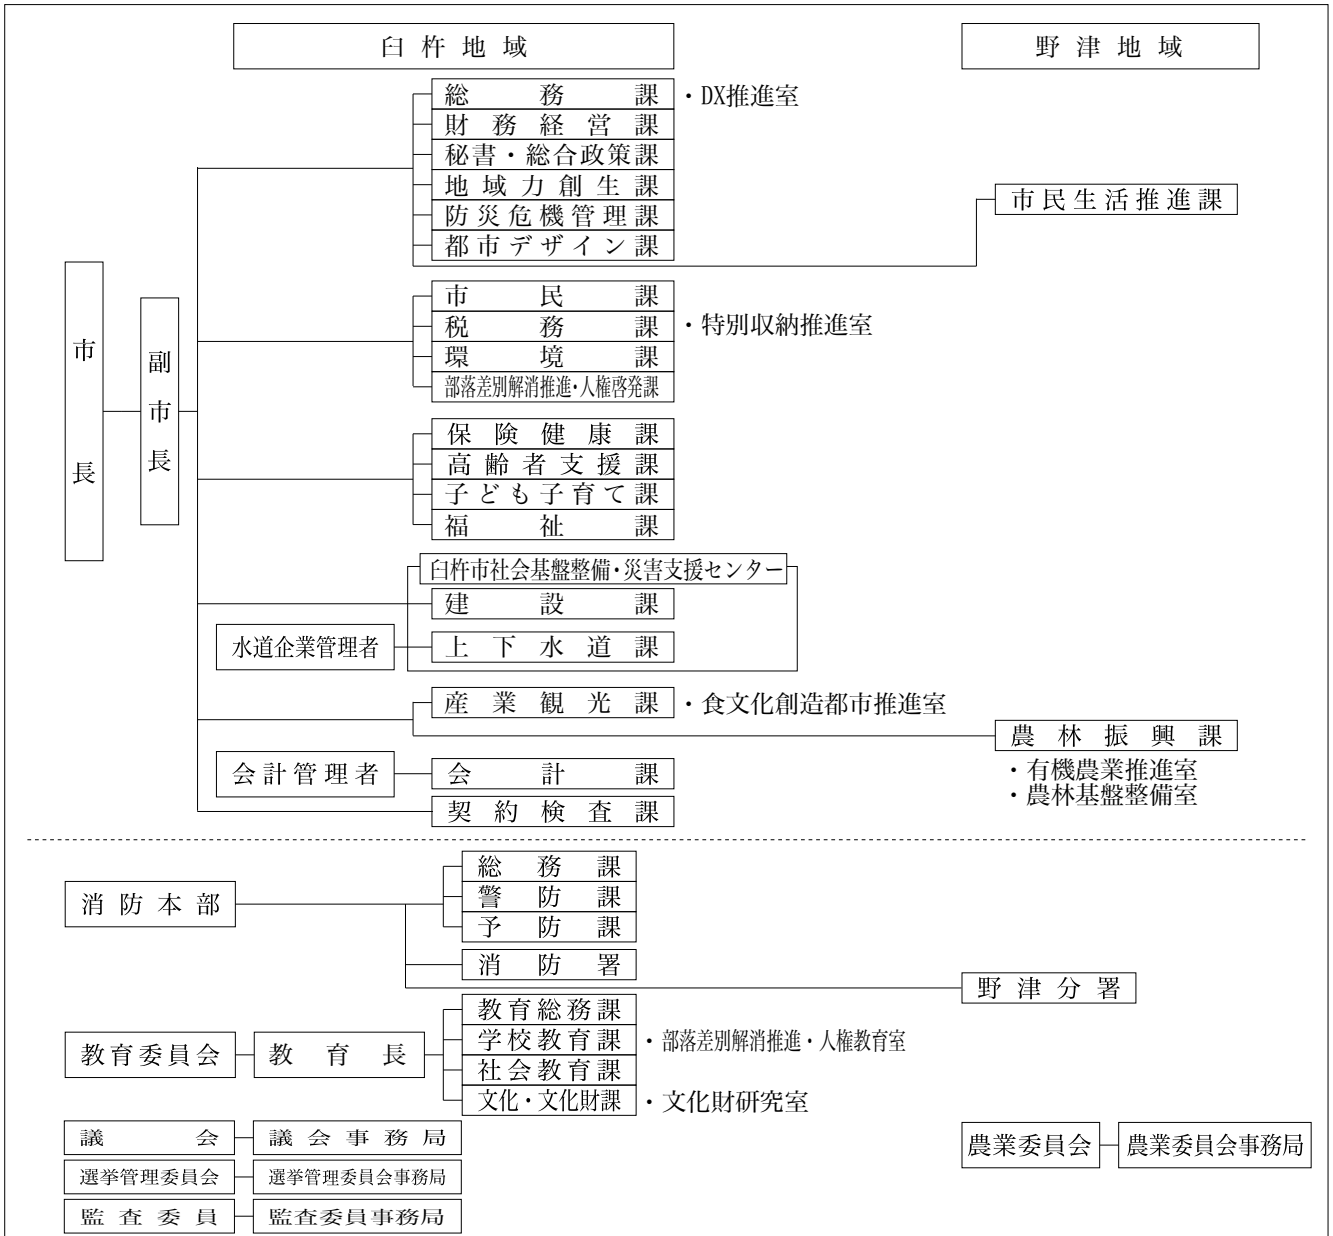 臼杵地域
野津地域
総務課
・DX推進室
財務経営課
秘書・総合政策課
地域力創生課
防災危機管理課
都市デザイン課
市民生活推進課
市長
副市長
市民課
税務課
・特別収納推進室
環境課
部落差別解消推進・人権啓発課
保険健康課
高齢者支援課
子ども子育て課
福祉課
臼杵市社会基盤整備・災害支援センター
建設課
水道企業管理者
上下水道課
産業観光課
・食文化創造都市推進室
農林振興課
・有機農業推進室
・農林基盤整備室
会計管理者
会計課
契約検査課
消防本部
総務課
警防課
予防課
消防署
野津分署
教育委員会
教育長
教育総務課
学校教育課
・部落差別解消推進・人権教育室
社会教育課
文化・文化財課
・文化財研究室
議会
議会事務局
農業委員会
農業委員会事務局
選挙管理委員会
選挙管理委員会事務局
監査委員
監査委員事務局